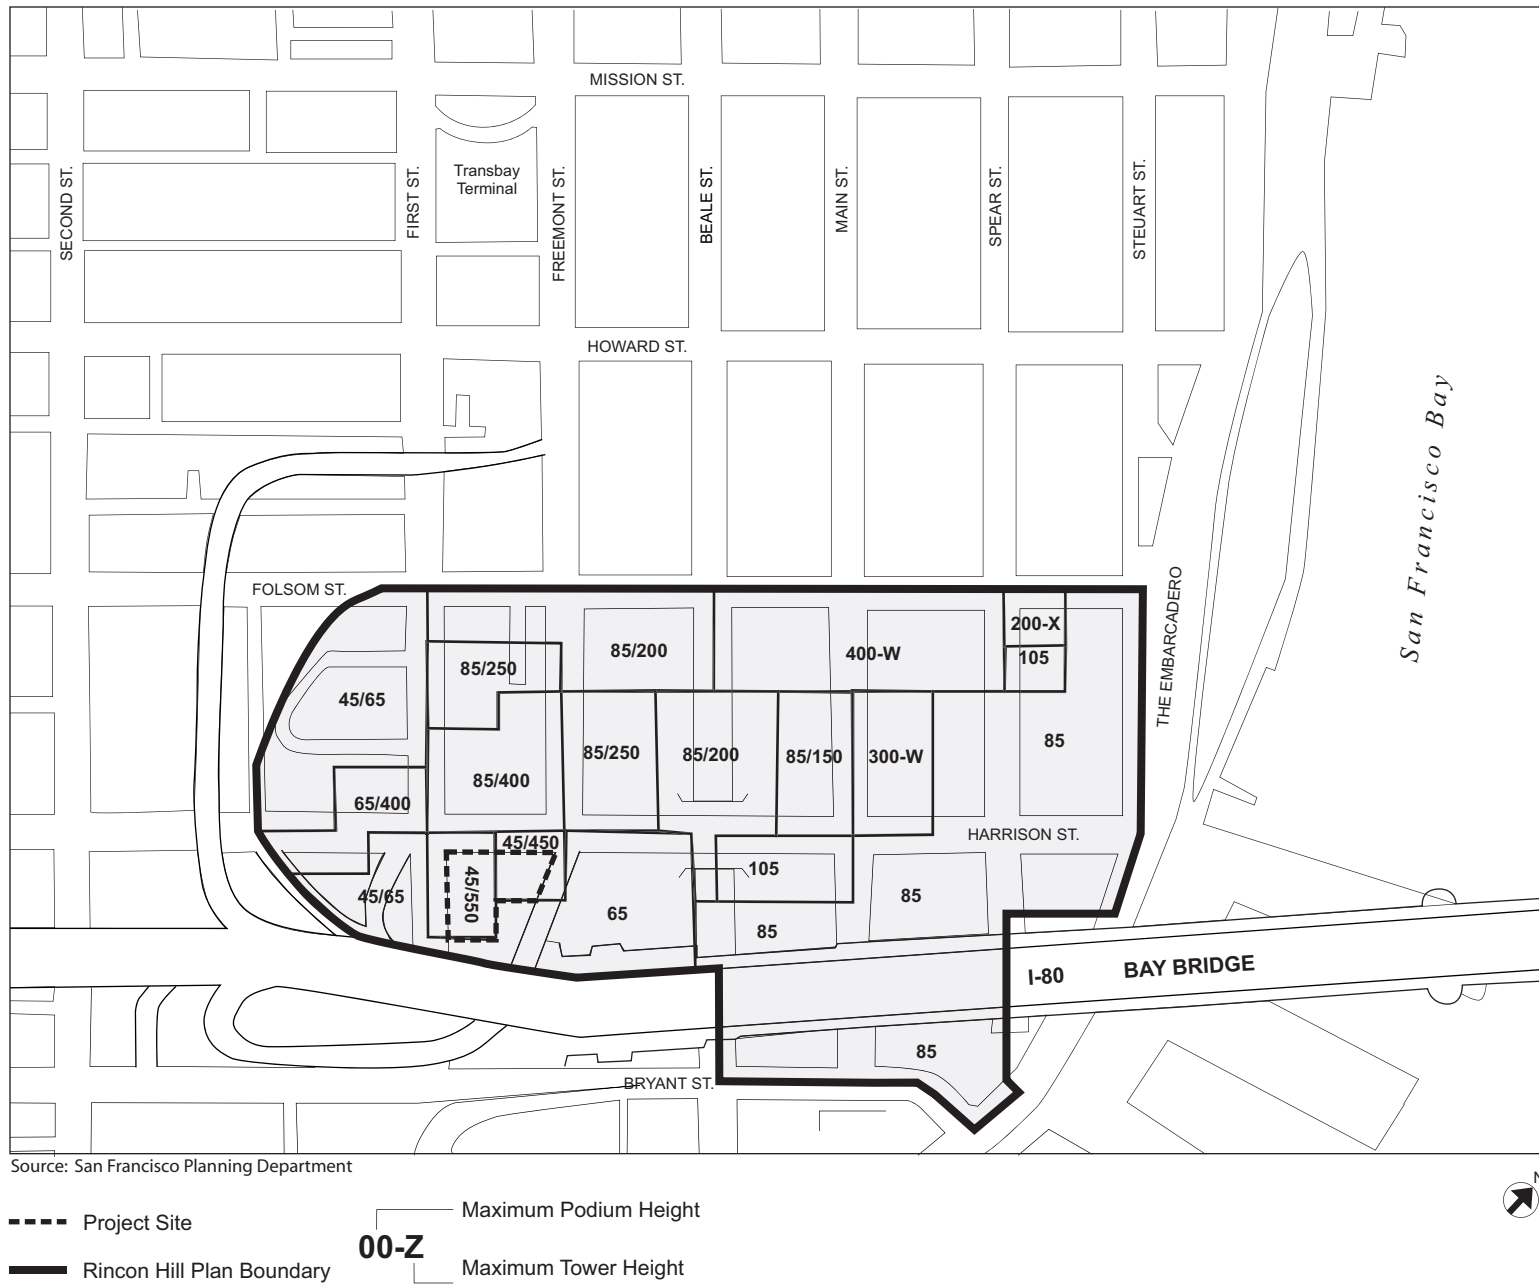 MISSION ST.
SECOND ST.
FIRST ST.
Transbay
Terminal
FREEMONT ST.
BEALE ST.
MAIN ST.
SPEAR ST.
STEUART ST.
HOWARD ST.
San Francisco Bay
FOLSOM ST.
THE EMBARCADERO
200-X
85/250
85/200
400-W
105
45/65
85/250
85/200
85/150
300-W
85
85/400
65/400
HARRISON ST.
45/450
105
45/65
45/550
65
85
85
I-80
BAY BRIDGE
85
BRYANT ST.
Source: San Francisco Planning Department
N
Project Site
Maximum Podium Height
00-Z
Rincon Hill Plan Boundary
Maximum Tower Height